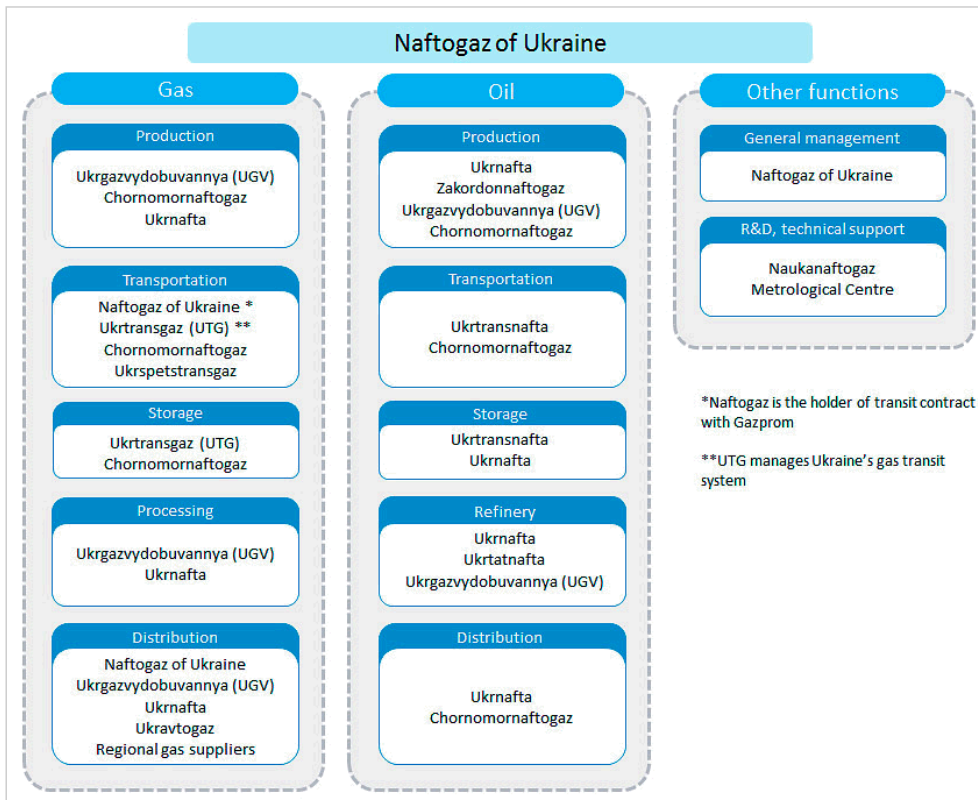 Naftogaz of Ukraine
Gas
Production
Ukrgazvydobuvannya (UGV)
Chornomornaftogaz
Ukrnafta
Transportation
Naftogaz of Ukraine *
Ukrtransgaz (UTG) **
Chornomornaftogaz
Ukrspetstransgaz
Storage
Ukrtransgaz (UTG)
Chornomornaftogaz
Processing
Ukrgazvydobuvannya (UGV)
Ukrnafta
Distribution
Naftogaz of Ukraine
Ukrgazvydobuvannya (UGV)
Ukrnafta
Ukravtogaz
Regional gas suppliers
Oil
Production
Ukrnafta
Zakordonnaftogaz
Ukrgazvydobuvannya (UGV)
Chornomornaftogaz
Transportation
Ukrtransnafta
Chornomornaftogaz
Storage
Ukrtransnafta
Ukrnafta
Refinery
Ukrnafta
Ukrtatnafta
Ukrgazvydobuvannya (UGV)
Distribution
Ukrnafta
Chornomornaftogaz
Other functions
General management
Naftogaz of Ukraine
R&D, technical support
Naukanaftogaz
Metrological Centre
*Naftogaz is the holder of transit contract
with Gazprom
**UTG manages Ukraine's gas transit
system